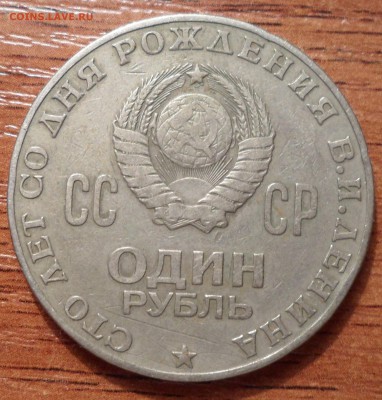 COINS.LAVE.RU
СТО ЛЕТ СО ДНЯ РОЖДЕНИЯ В.И.ЛЕНИНА
СС СР
ОДИН
РУБЛЬ